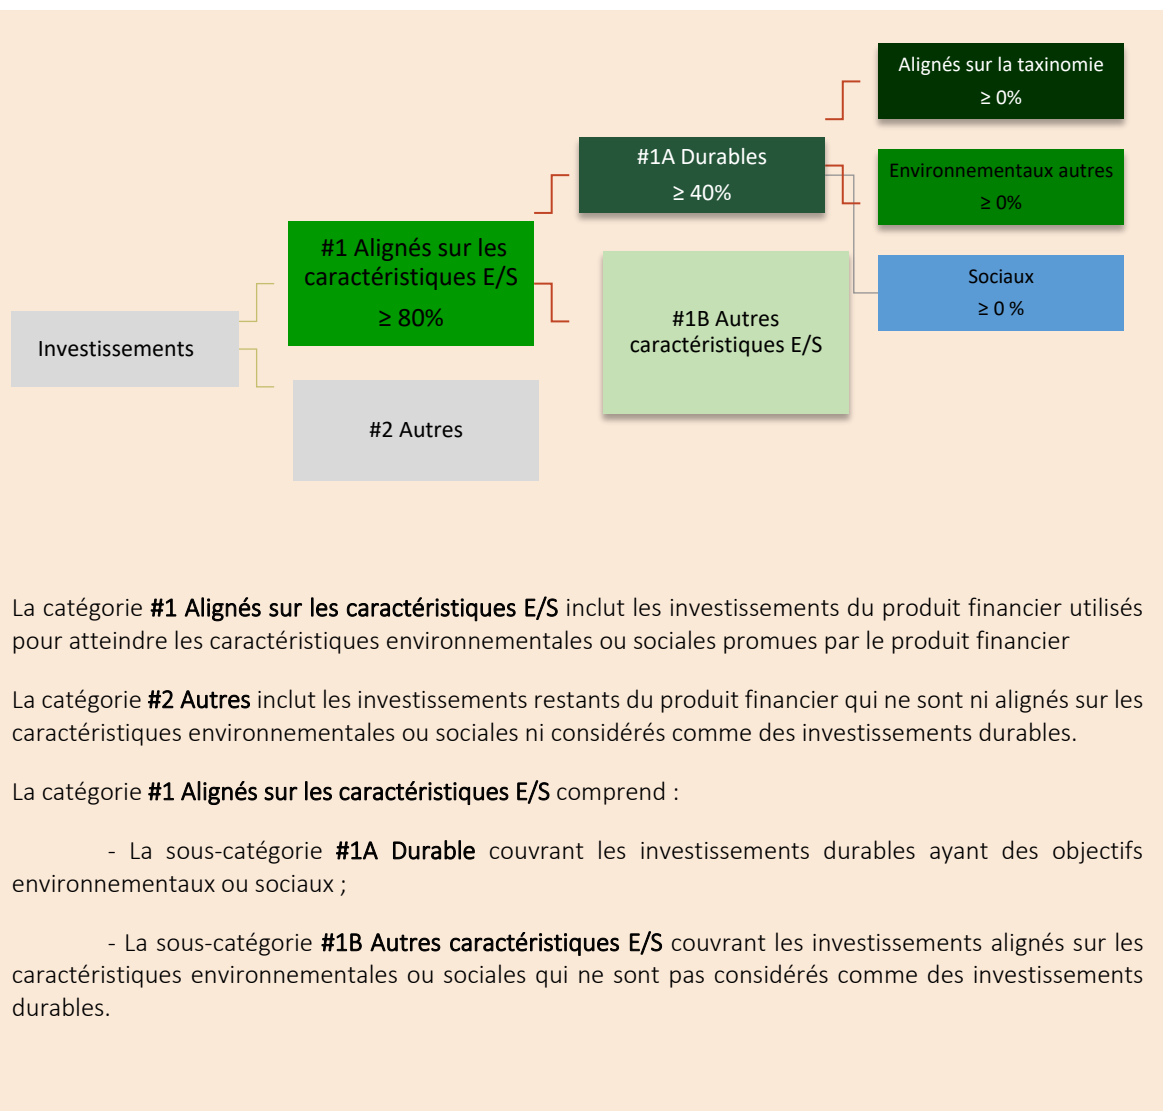 Alignés sur la taxinomie
≥ 0%
#1A Durables
≥ 40%
Environnementaux autres
≥ 0%
#1 Alignés sur les
caractéristiques E/S
≥ 80%
Sociaux
≥ 0 %
#1B Autres
caractéristiques E/S
Investissements
#2 Autres
La catégorie #1 Alignés sur les caractéristiques E/S inclut les investissements du produit financier utilisés
pour atteindre les caractéristiques environnementales ou sociales promues par le produit financier
La catégorie #2 Autres inclut les investissements restants du produit financier qui ne sont ni alignés sur les
caractéristiques environnementales ou sociales ni considérés comme des investissements durables.
La catégorie #1 Alignés sur les caractéristiques E/S comprend :
- La sous-catégorie #1A Durable couvrant les investissements durables ayant des objectifs
environnementaux ou sociaux ;
- La sous-catégorie #1B Autres caractéristiques E/S couvrant les investissements alignés sur les
caractéristiques environnementales ou sociales qui ne sont pas considérés comme des investissements
durables.